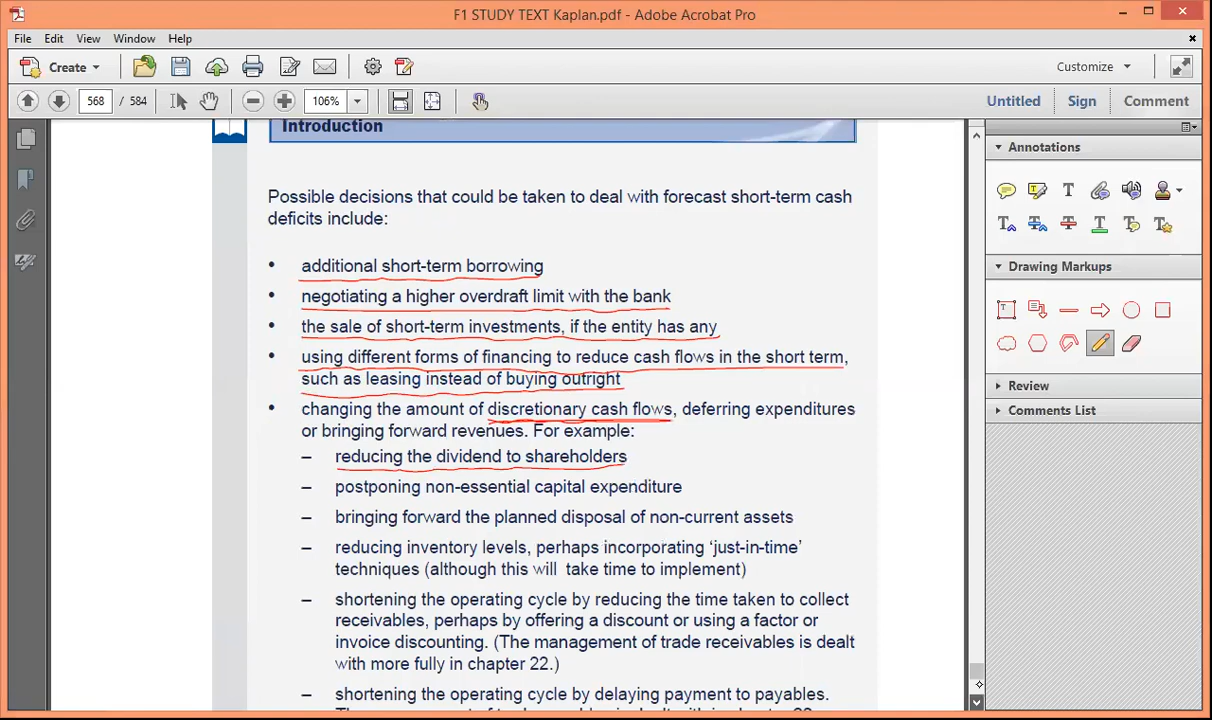 F1 STUDY TEXT Kaplan.pdf - Adobe Acrobat Pro
File Edit View Window Help
Create Customize
568 / 584 106% Untitled Sign Comment
Introduction
Possible decisions that could be taken to deal with forecast short-term cash
deficits include:
• additional short-term borrowing
• negotiating a higher overdraft limit with the bank
• the sale of short-term investments, if the entity has any
• using different forms of financing to reduce cash flows in the short term,
such as leasing instead of buying outright
• changing the amount of discretionary cash flows, deferring expenditures
or bringing forward revenues. For example:
– reducing the dividend to shareholders
– postponing non-essential capital expenditure
– bringing forward the planned disposal of non-current assets
– reducing inventory levels, perhaps incorporating ‘just-in-time’
techniques (although this will take time to implement)
– shortening the operating cycle by reducing the time taken to collect
receivables, perhaps by offering a discount or using a factor or
invoice discounting. (The management of trade receivables is dealt
with more fully in chapter 22.)
– shortening the operating cycle by delaying payment to payables.
Annotations
Drawing Markups
Review
Comments List